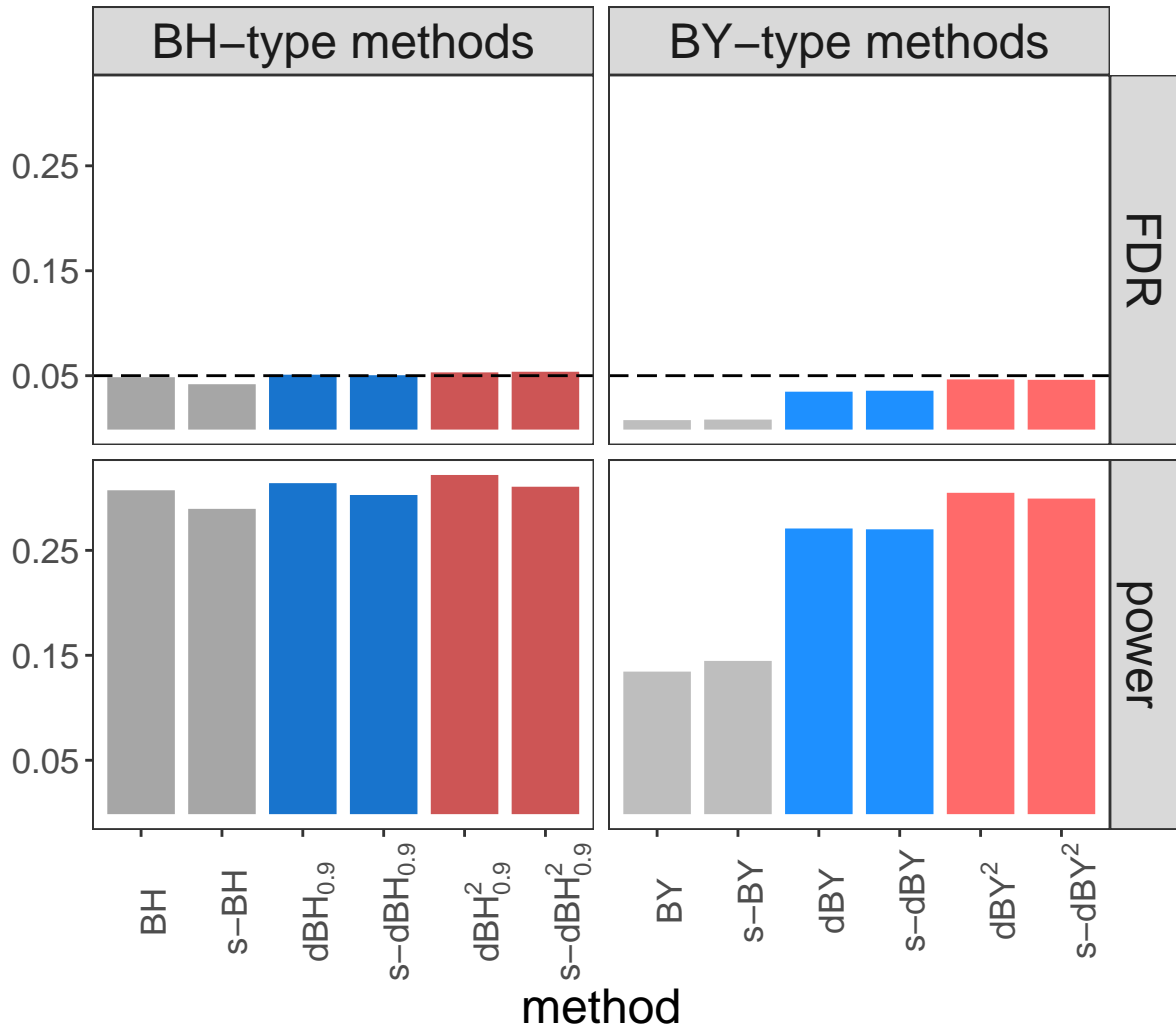 BH−type methods
BY−type methods
0.25
0.15
0.05
FDR
0.25
0.15
0.05
power
BH
s−BH
dBH₀.₉
s−dBH₀.₉
dBH²₀.₉
s−dBH²₀.₉
BY
s−BY
dBY
s−dBY
dBY²
s−dBY²
method